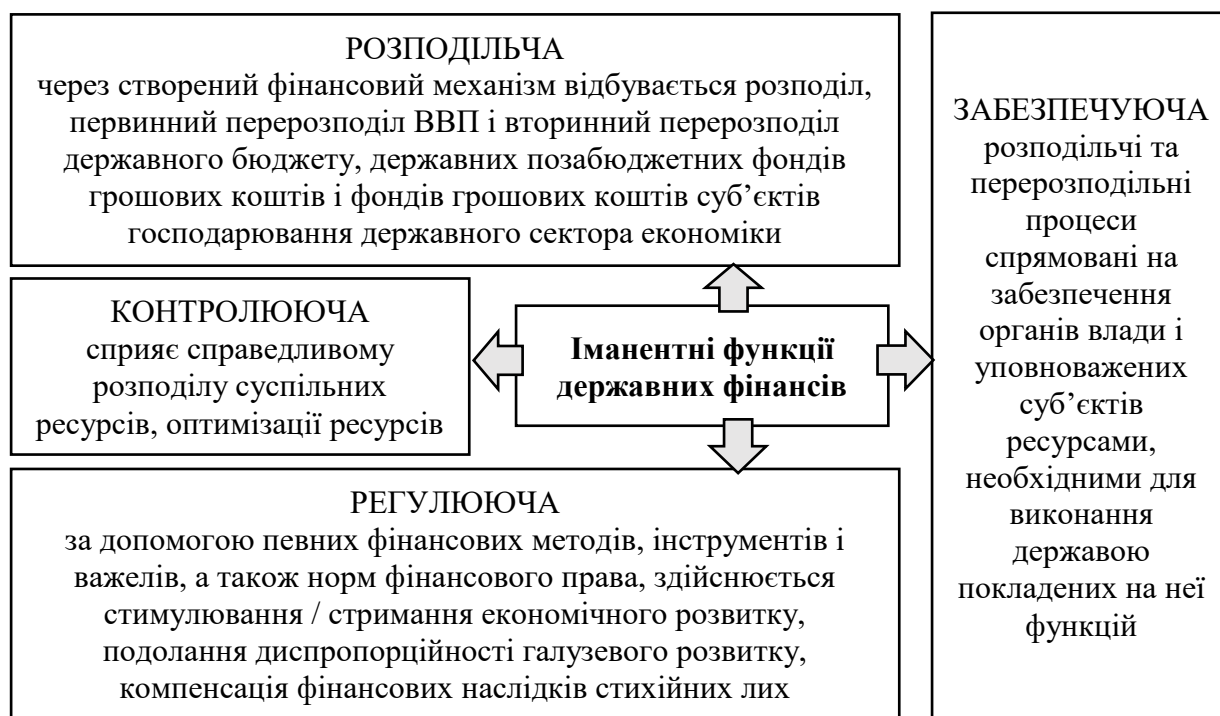 РОЗПОДІЛЬЧА
через створений фінансовий механізм відбувається розподіл,
первинний перерозподіл ВВП і вторинний перерозподіл
державного бюджету, державних позабюджетних фондів
грошових коштів і фондів грошових коштів суб’єктів
господарювання державного сектора економіки
КОНТРОЛЮЮЧА
сприяє справедливому
розподілу суспільних
ресурсів, оптимізації ресурсів
Іманентні функції
державних фінансів
РЕГУЛЮЮЧА
за допомогою певних фінансових методів, інструментів і
важелів, а також норм фінансового права, здійснюється
стимулювання / стримання економічного розвитку,
подолання диспропорційності галузевого розвитку,
компенсація фінансових наслідків стихійних лих
ЗАБЕЗПЕЧУЮЧА
розподільчі та
перерозподільні
процеси
спрямовані на
забезпечення
органів влади і
уповноважених
суб’єктів
ресурсами,
необхідними для
виконання
державою
покладених на неї
функцій